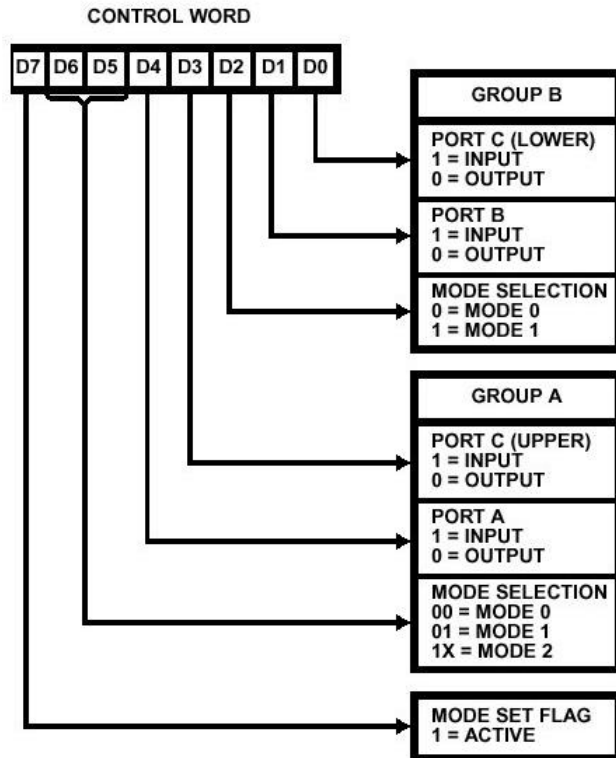 CONTROL WORD
D7 D6 D5 D4 D3 D2 D1 D0
GROUP B
PORT C (LOWER)
1 = INPUT
0 = OUTPUT
PORT B
1 = INPUT
0 = OUTPUT
MODE SELECTION
0 = MODE 0
1 = MODE 1
GROUP A
PORT C (UPPER)
1 = INPUT
0 = OUTPUT
PORT A
1 = INPUT
0 = OUTPUT
MODE SELECTION
00 = MODE 0
01 = MODE 1
1X = MODE 2
MODE SET FLAG
1 = ACTIVE